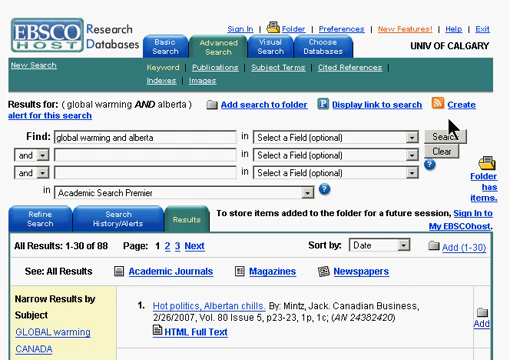 Sign In | Folder | Preferences | New Features! | Help | Exit
EBSCO HOST Research Databases
Basic Search Advanced Search Visual Search Choose Databases
UNIV OF CALGARY
New Search
Keyword | Publications | Subject Terms | Cited References |
Indexes | Images
Results for: ( global warming AND alberta ) Add search to folder Display link to search Create
alert for this search
Find: global warming and alberta in Select a Field (optional) Search
and in Select a Field (optional) Clear
and in Select a Field (optional)
in Academic Search Premier
Folder
has
items.
Refine Search Search History/Alerts Results
To store items added to the folder for a future session, Sign In to
My EBSCOhost.
All Results: 1-30 of 88 Page: 1 2 3 Next Sort by: Date Add (1-30)
See: All Results Academic Journals Magazines Newspapers
Narrow Results by
Subject
GLOBAL warming
CANADA
1. Hot politics, Albertan chills. By: Mintz, Jack. Canadian Business,
2/26/2007, Vol. 80 Issue 5, p23-23, 1p, 1c; (AN 24382420)
HTML Full Text
Add